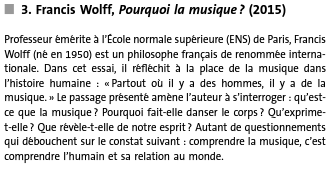 ■ 3. Francis Wolff, Pourquoi la musique ? (2015)
Professeur émérite à l'École normale supérieure (ENS) de Paris, Francis
Wolff (né en 1950) est un philosophe français de renommée interna-
tionale. Dans cet essai, il réfléchit à la place de la musique dans
l'histoire humaine : « Partout où il y a des hommes, il y a de la
musique. » Le passage présenté amène l'auteur à s'interroger : qu'est-
ce que la musique ? Pourquoi fait-elle danser le corps ? Qu'exprime-
t-elle ? Que révèle-t-elle de notre esprit ? Autant de questionnements
qui débouchent sur le constat suivant : comprendre la musique, c'est
comprendre l'humain et sa relation au monde.